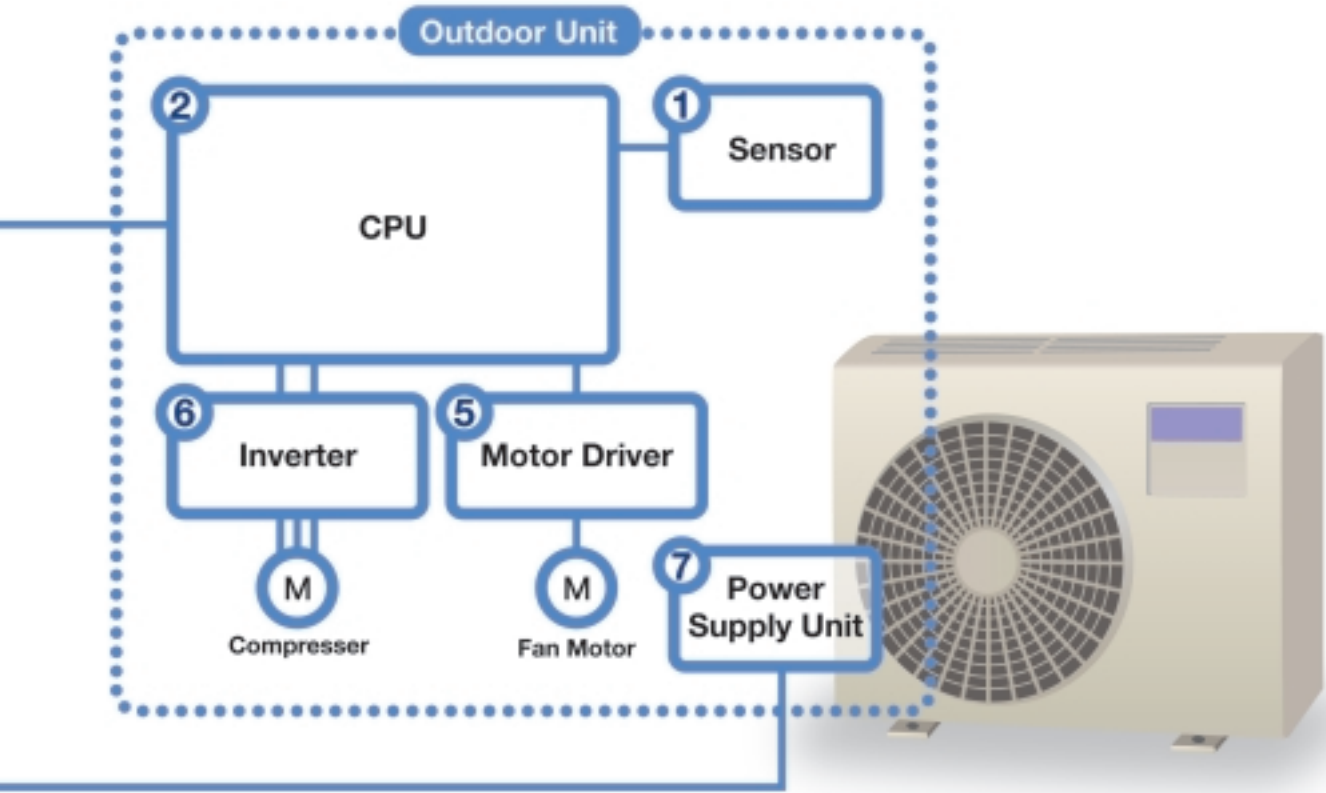 Outdoor Unit
2
1
Sensor
CPU
6
5
Inverter
Motor Driver
7
M
M
Power
Supply Unit
Compresser
Fan Motor